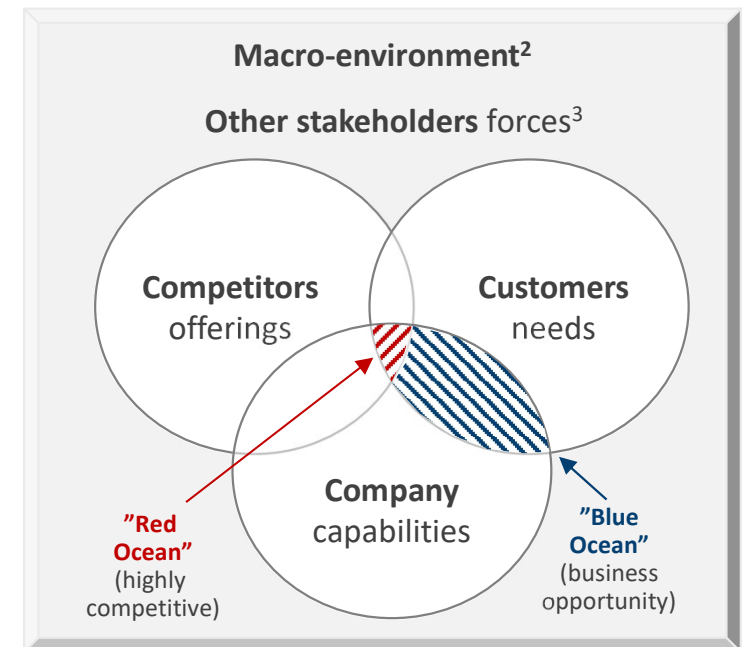 Macro-environment²
Other stakeholders forces³
Competitors
offerings
Customers
needs
Company
capabilities
”Red
Ocean”
(highly
competitive)
”Blue
Ocean”
(business
opportunity)